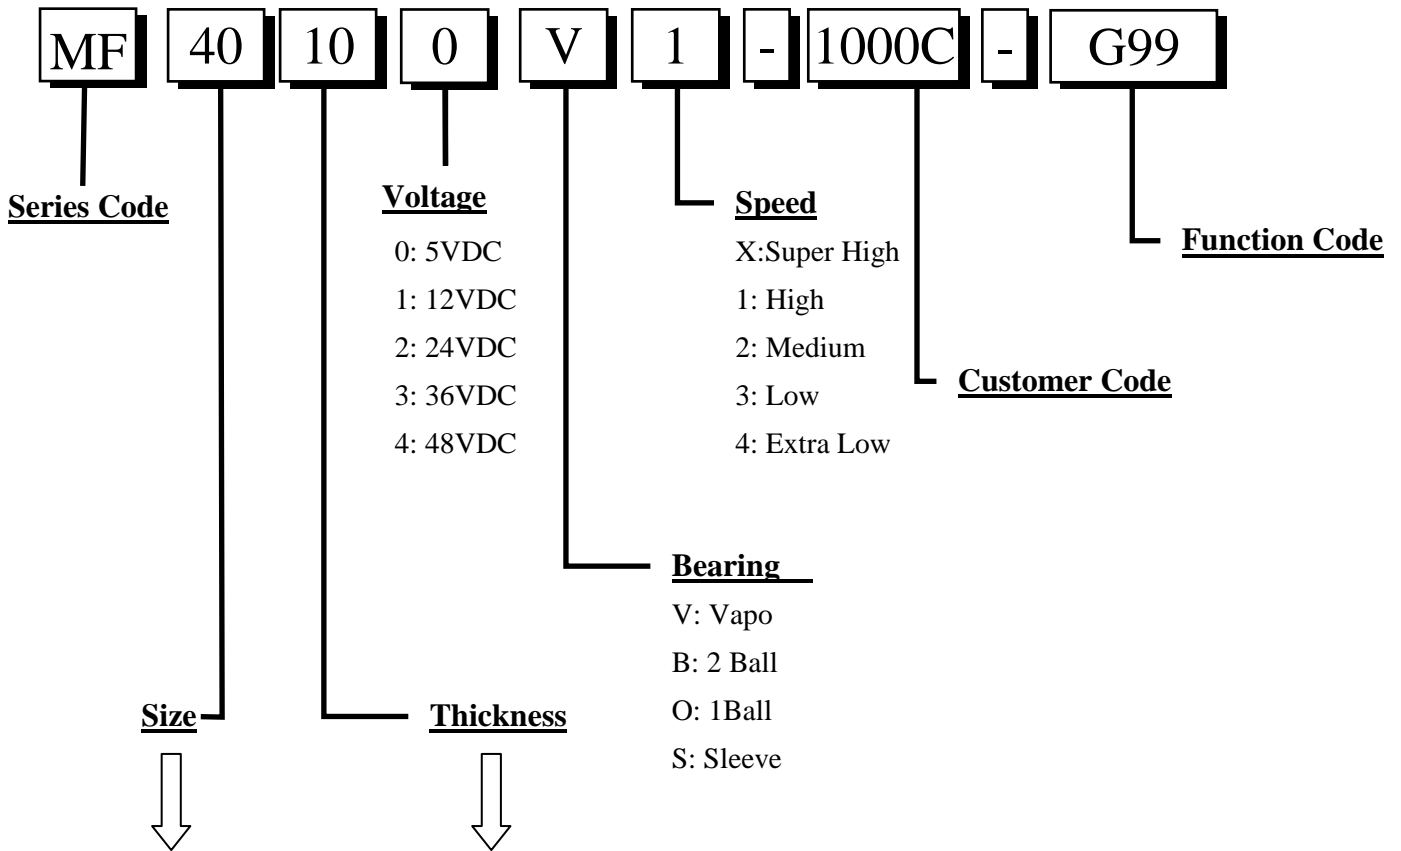 MF 40 10 0 V 1 - 1000C - G99
Series Code
Voltage
0: 5VDC
1: 12VDC
2: 24VDC
3: 36VDC
4: 48VDC
Speed
X:Super High
1: High
2: Medium
3: Low
4: Extra Low
Function Code
Customer Code
Bearing
V: Vapo
B: 2 Ball
O: 1Ball
S: Sleeve
Size
Thickness